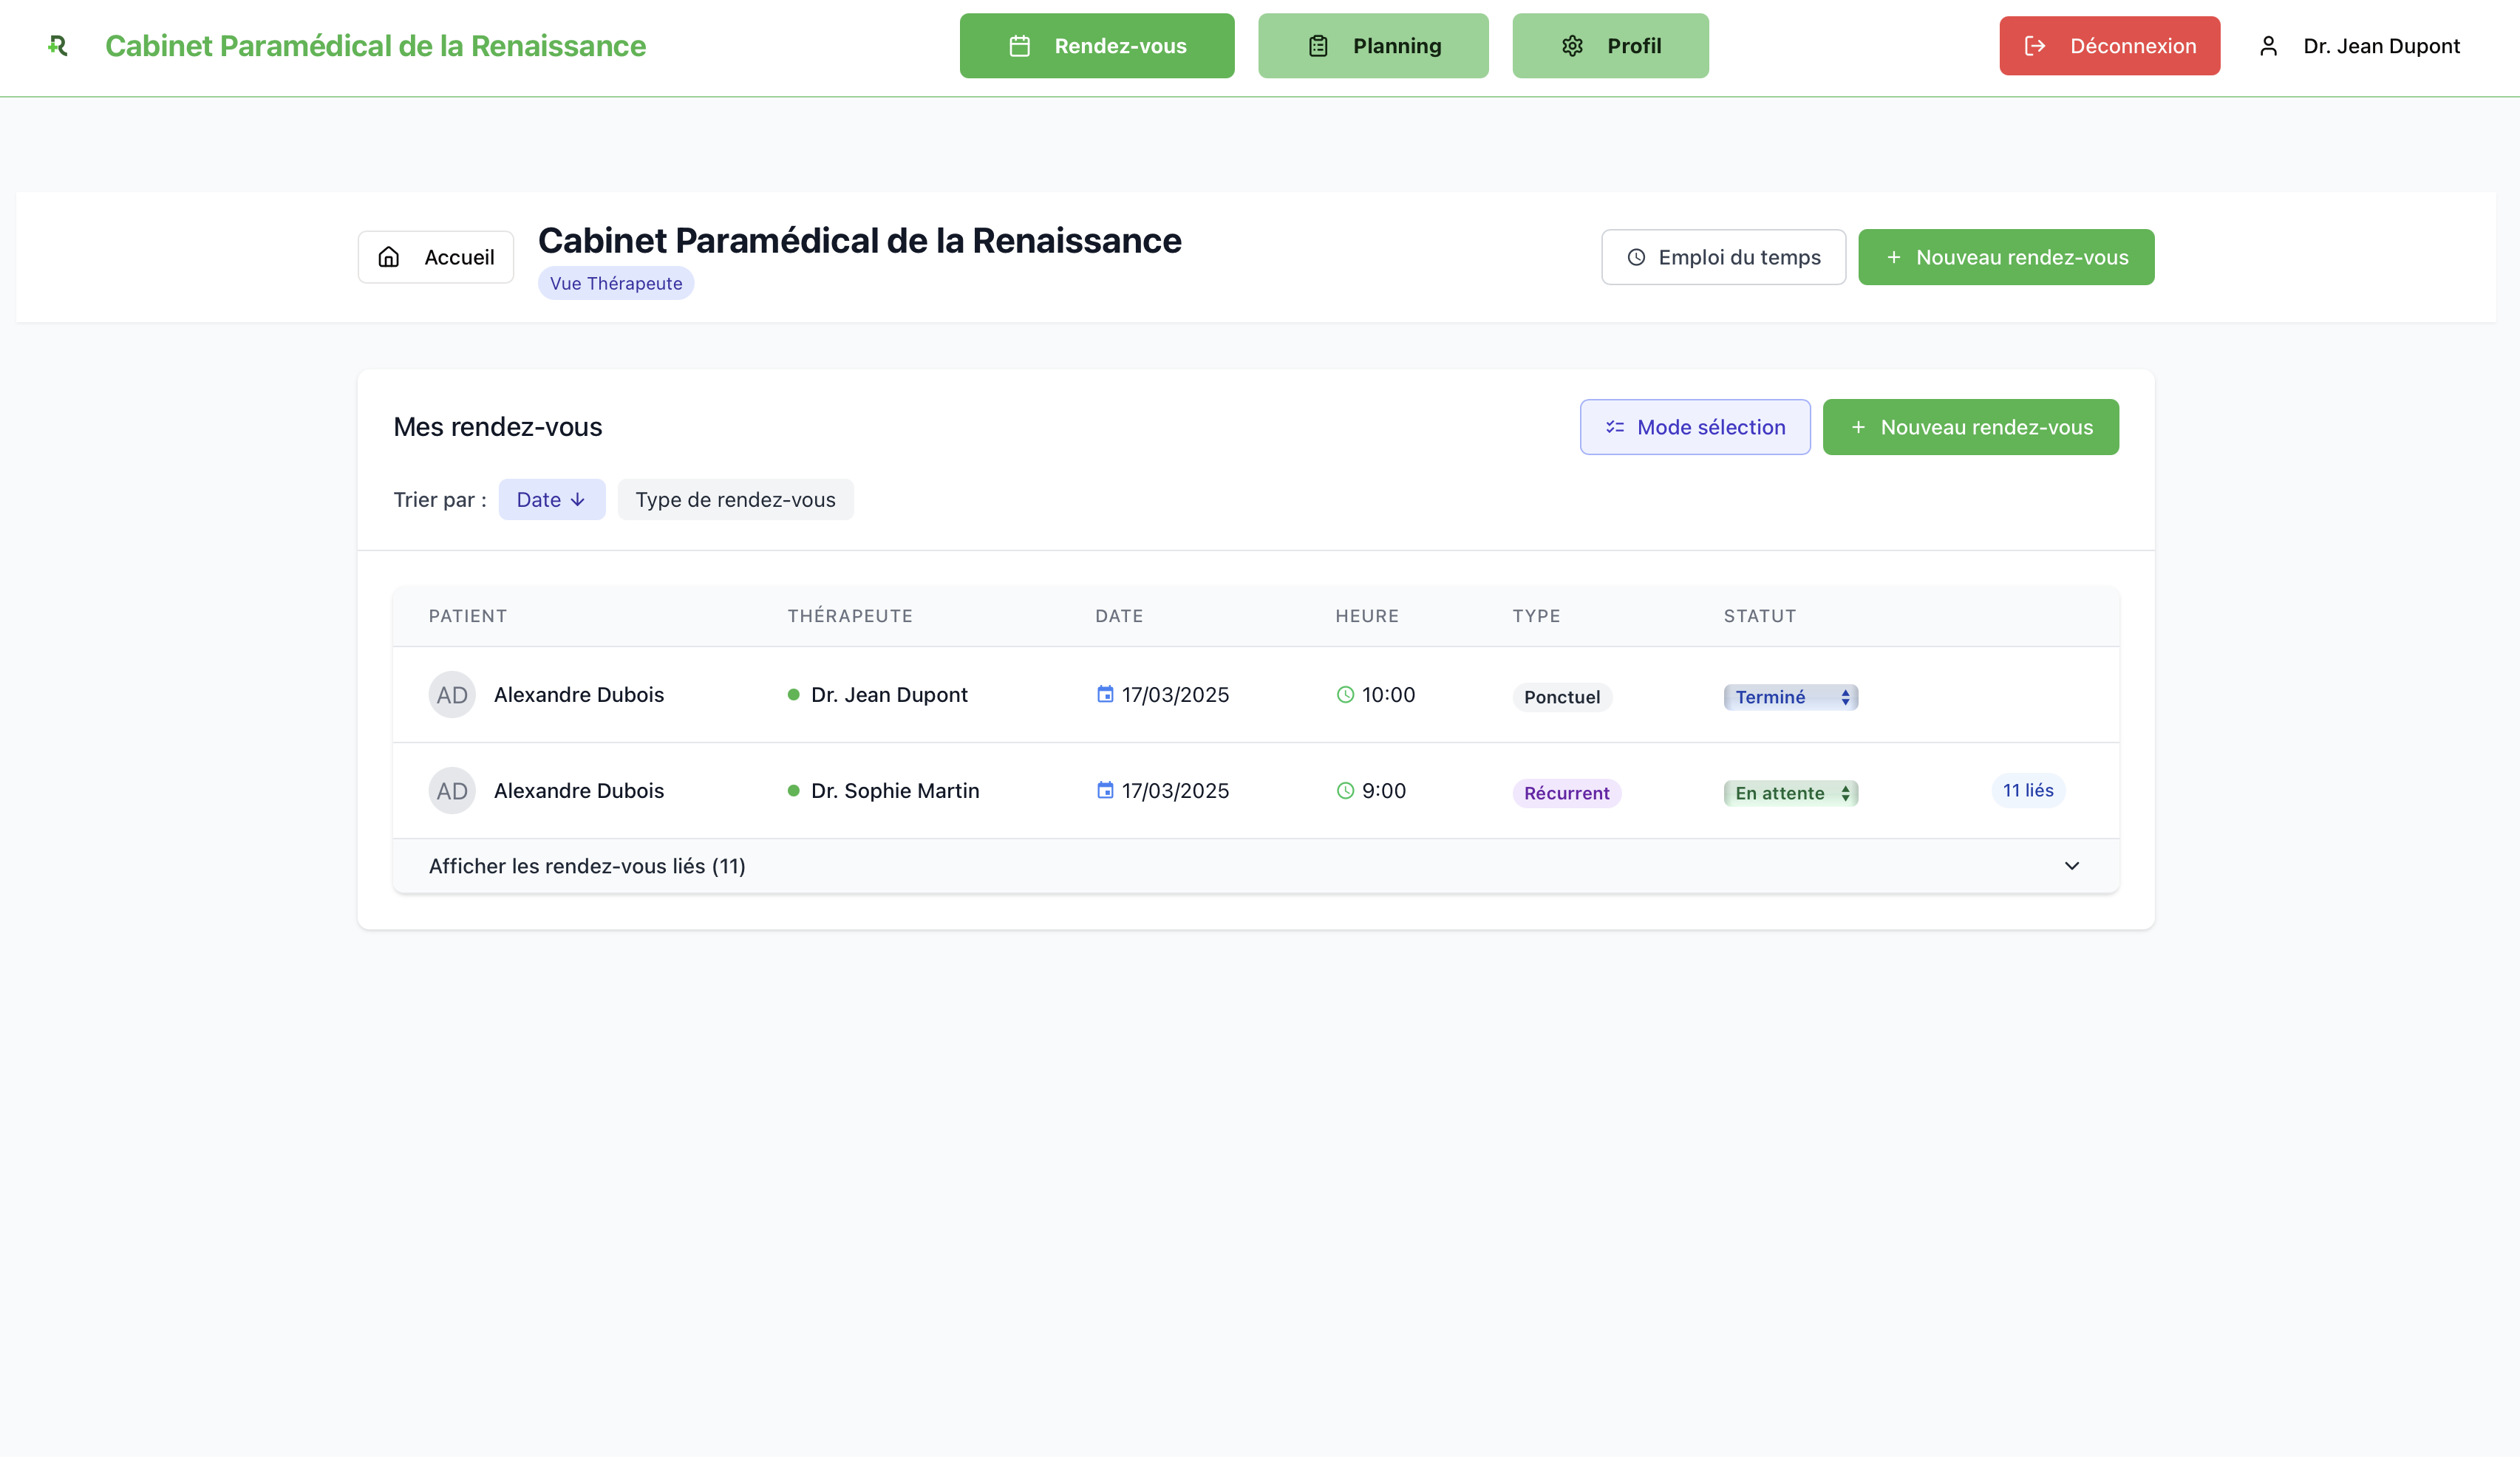 Cabinet Paramédical de la Renaissance
Rendez-vous
Planning
Profil
Déconnexion
Dr. Jean Dupont
Accueil
Cabinet Paramédical de la Renaissance
Vue Thérapeute
Emploi du temps
+ Nouveau rendez-vous
Mes rendez-vous
Mode sélection
+ Nouveau rendez-vous
Trier par : Date ↓ Type de rendez-vous
PATIENT THÉRAPEUTE DATE HEURE TYPE STATUT
AD Alexandre Dubois Dr. Jean Dupont 17/03/2025 10:00 Ponctuel Terminé
AD Alexandre Dubois Dr. Sophie Martin 17/03/2025 9:00 Récurrent En attente 11 liés
Afficher les rendez-vous liés (11)